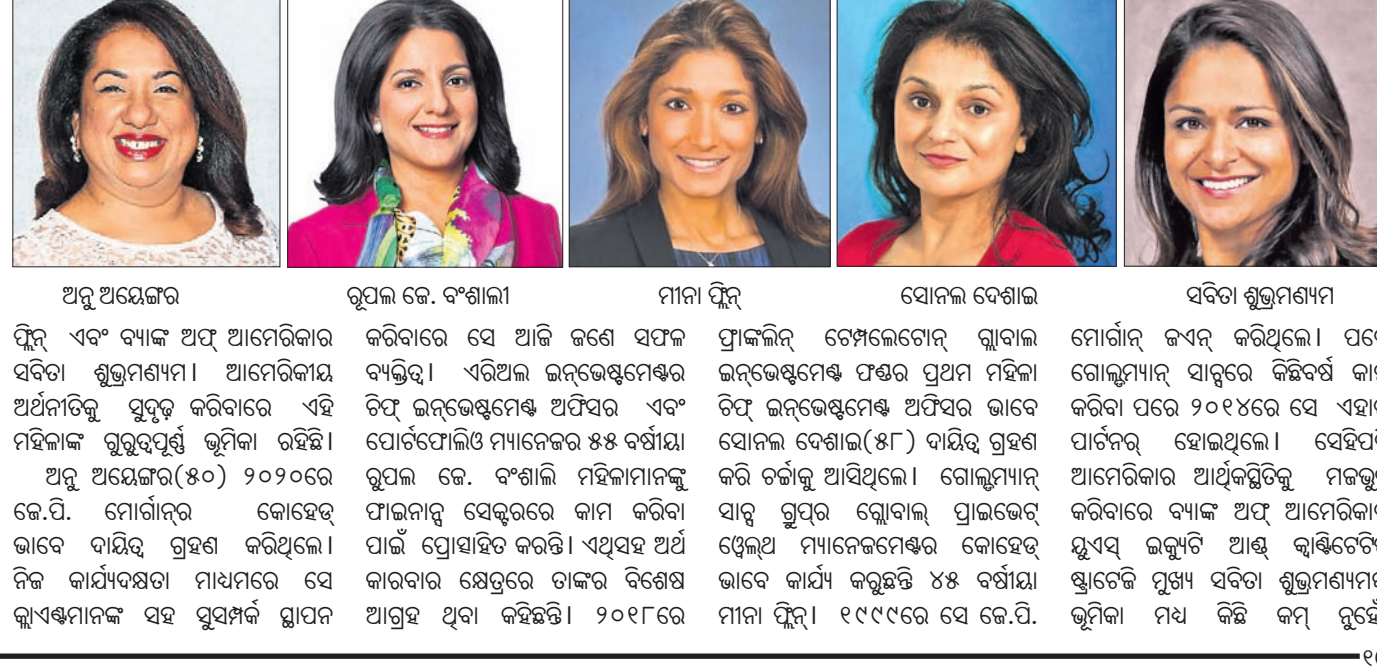 ଅନୁ ଅୟେଙ୍ଗର
ରୂପଲ ଜେ. ବଂଶାଲୀ
ମୀନା ଫ୍ଲିନ୍
ସୋନଲ ଦେଶାଇ
ସବିତା ଶୁଭ୍ରମଣ୍ୟମ
ଫ୍ଲିନ୍ ଏବଂ ବ୍ୟାଙ୍କ ଅଫ୍ ଆମେରିକାର
ସବିତା ଶୁଭ୍ରମଣ୍ୟମ। ଆମେରିକୀୟ
ଅର୍ଥନୀତିକୁ ସୁଦୃଢ଼ କରିବାରେ ଏହି
ମହିଳାଙ୍କ ଗୁରୁତ୍ୱପୂର୍ଣ୍ଣ ଭୂମିକା ରହିଛି।
ଅନୁ ଅୟେଙ୍ଗର(୫୦) ୨୦୨୦ରେ
ଜେ.ପି. ମୋର୍ଗାନ୍‌ର କୋହେଡ୍
ଭାବେ ଦାୟିତ୍ୱ ଗ୍ରହଣ କରିଥିଲେ।
ନିଜ କାର୍ଯ୍ୟଦକ୍ଷତା ମାଧ୍ୟମରେ ସେ
କ୍ଲାଏଣ୍ଟମାନଙ୍କ ସହ ସୁସମ୍ପର୍କ ସ୍ଥାପନ
କରିବାରେ ସେ ଆଜି ଜଣେ ସଫଳ
ବ୍ୟକ୍ତିତ୍ୱ। ଏରିଅଲ ଇନ୍‌ଭେଷ୍ଟମେଣ୍ଟର
ଚିଫ୍ ଇନ୍‌ଭେଷ୍ଟମେଣ୍ଟ ଅଫିସର ଏବଂ
ପୋର୍ଟଫୋଲିଓ ମ୍ୟାନେଜର ୫୫ ବର୍ଷୀୟା
ରୁପଲ ଜେ. ବଂଶାଲି ମହିଳାମାନଙ୍କୁ
ଫାଇନାନ୍ସ ସେକ୍ଟରରେ କାମ କରିବା
ପାଇଁ ପ୍ରୋତ୍ସାହିତ କରନ୍ତି। ଏଥିସହ ଅର୍ଥ
କାରବାର କ୍ଷେତ୍ରରେ ତାଙ୍କର ବିଶେଷ
ଆଗ୍ରହ ଥିବା କହିଛନ୍ତି। ୨୦୧୮ରେ
ଫ୍ରାଙ୍କଲିନ୍ ଟେମ୍ପଲେଟୋନ୍ ଗ୍ଲୋବାଲ
ଇନ୍‌ଭେଷ୍ଟମେଣ୍ଟ ଫଣ୍ଡର ପ୍ରଥମ ମହିଳା
ଚିଫ୍ ଇନ୍‌ଭେଷ୍ଟମେଣ୍ଟ ଅଫିସର ଭାବେ
ସୋନଲ ଦେଶାଇ(୫୮) ଦାୟିତ୍ୱ ଗ୍ରହଣ
କରି ଚର୍ଚ୍ଚାକୁ ଆସିଥିଲେ। ଗୋଲ୍ଡମ୍ୟାନ୍
ସାଚ୍ସ ଗ୍ରୁପ୍‌ର ଗ୍ଲୋବାଲ୍ ପ୍ରାଇଭେଟ୍
ୱେଲ୍‌ଥ ମ୍ୟାନେଜମେଣ୍ଟର କୋହେଡ୍
ଭାବେ କାର୍ଯ୍ୟ କରୁଛନ୍ତି ୪୫ ବର୍ଷୀୟା
ମୀନା ଫ୍ଲିନ୍। ୧୯୯୯ରେ ସେ ଜେ.ପି.
ମୋର୍ଗାନ୍ ଜଏନ୍ କରିଥିଲେ।
ଗୋଲ୍ଡମ୍ୟାନ୍ ସାଚ୍ସରେ କିଛିବର୍ଷ
କରିବା ପରେ ୨୦୧୪ରେ ସେ
ପାର୍ଟନର୍ ହୋଇଥିଲେ।
ଆମେରିକାର ଆର୍ଥିକସ୍ଥିତିକୁ
କରିବାରେ ବ୍ୟାଙ୍କ ଅଫ୍
ୟୁଏସ୍ ଇକ୍ୟୁଟି ଆଣ୍ଡ୍
ଷ୍ଟ୍ରାଟେଜି ମୁଖ୍ୟ ସବିତା
ଭୂମିକା ମଧ୍ୟ କିଛି କମ୍